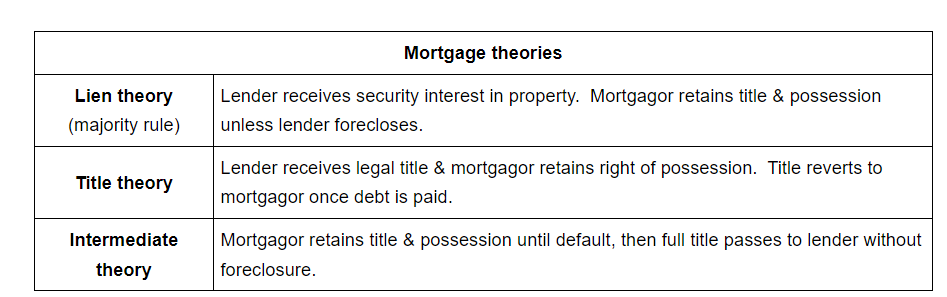 Mortgage theories
Lien theory
(majority rule)
Lender receives security interest in property.  Mortgagor retains title & possession
unless lender forecloses.
Title theory
Lender receives legal title & mortgagor retains right of possession.  Title reverts to
mortgagor once debt is paid.
Intermediate
theory
Mortgagor retains title & possession until default, then full title passes to lender without
foreclosure.